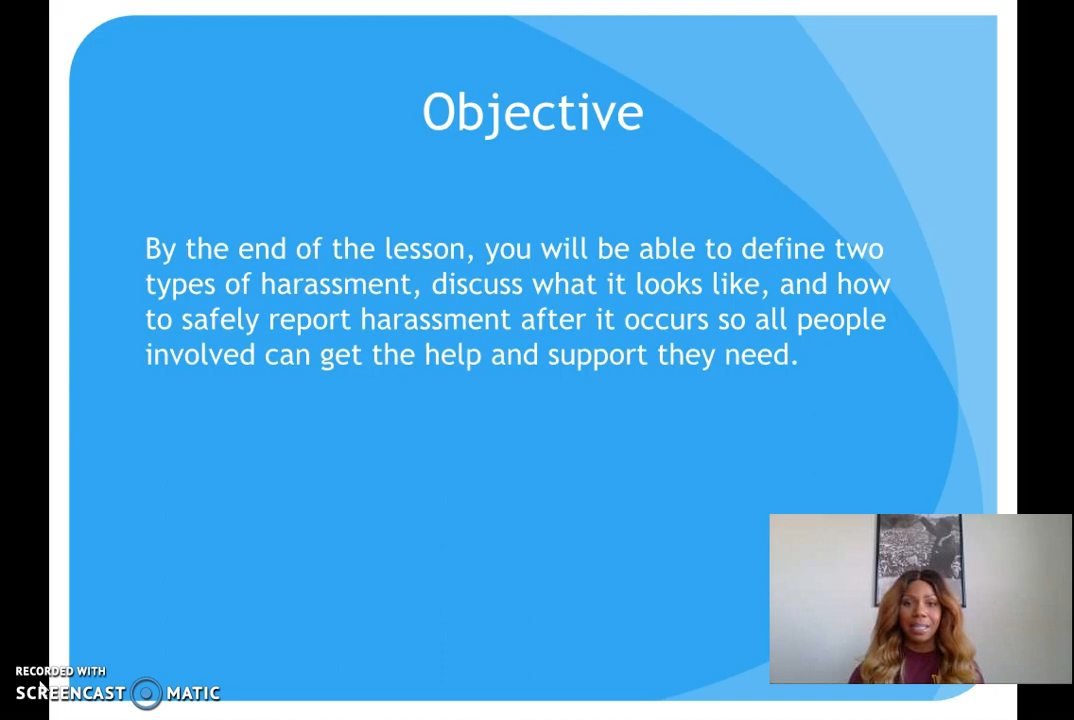 Objective
By the end of the lesson, you will be able to define two
types of harassment, discuss what it looks like, and how
to safely report harassment after it occurs so all people
involved can get the help and support they need.
RECORDED WITH
SCREENCAST MATIC